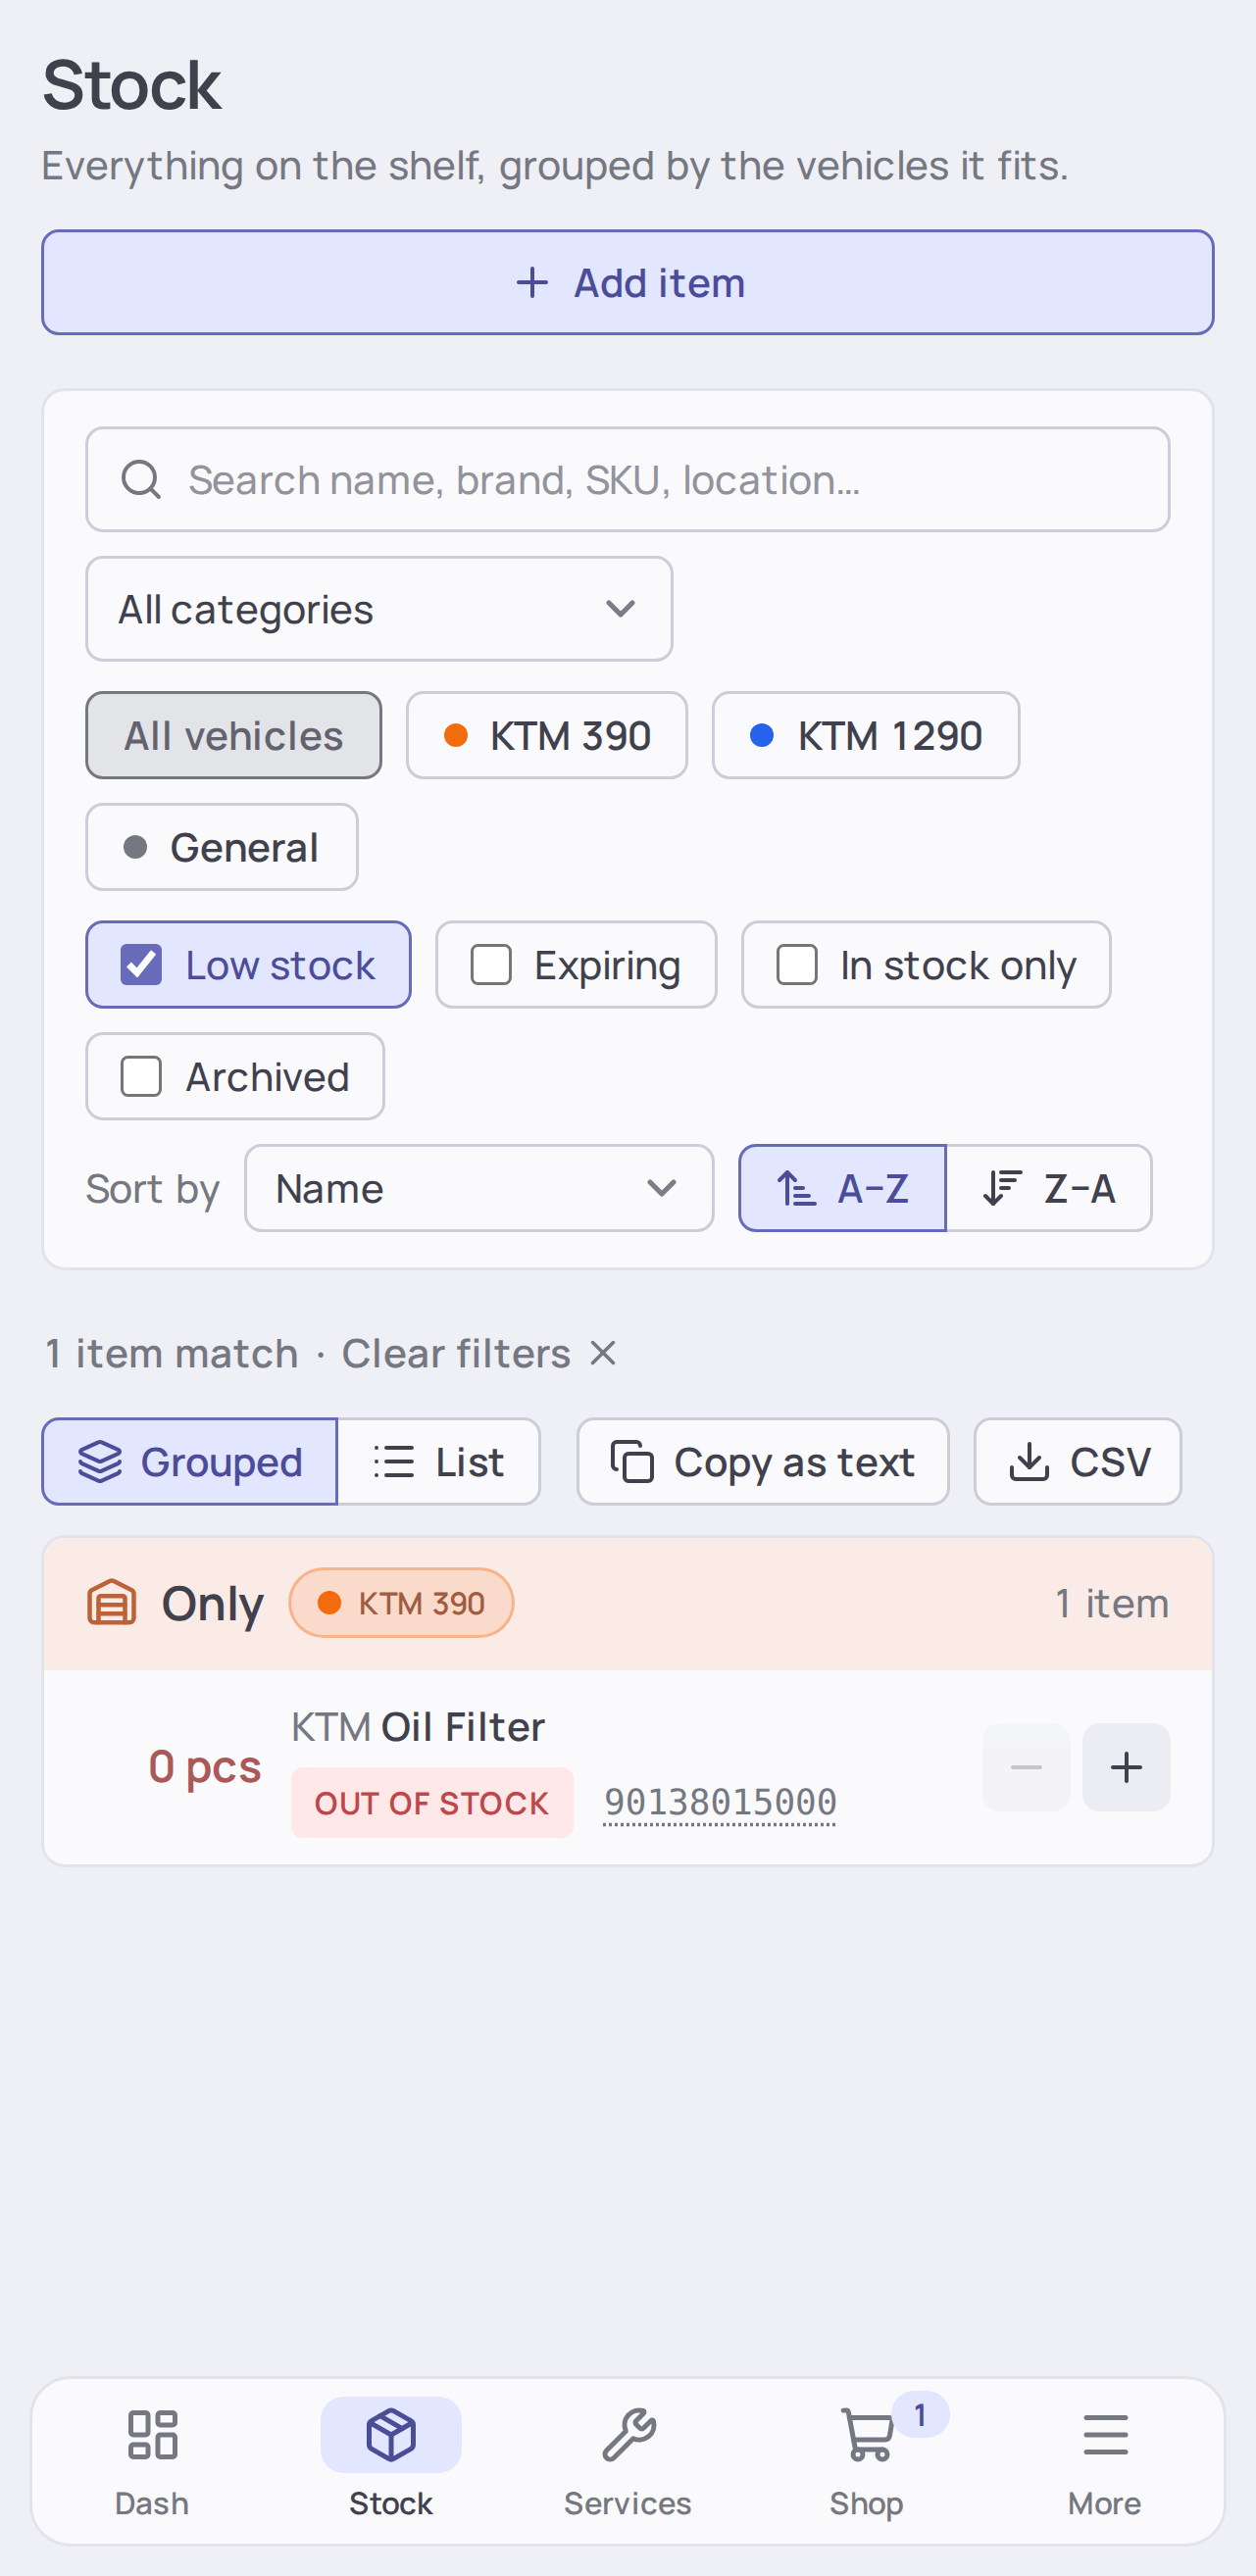 Stock
Everything on the shelf, grouped by the vehicles it fits.
Add item
Search name, brand, SKU, location...
All categories
All vehicles KTM 390 KTM 1290
General
Low stock Expiring In stock only
Archived
Sort by Name A–Z Z–A
1 item match · Clear filters
Grouped List Copy as text CSV
Only KTM 390 1 item
KTM Oil Filter
0 pcs
OUT OF STOCK 90138015000
1
Dash Stock Services Shop More